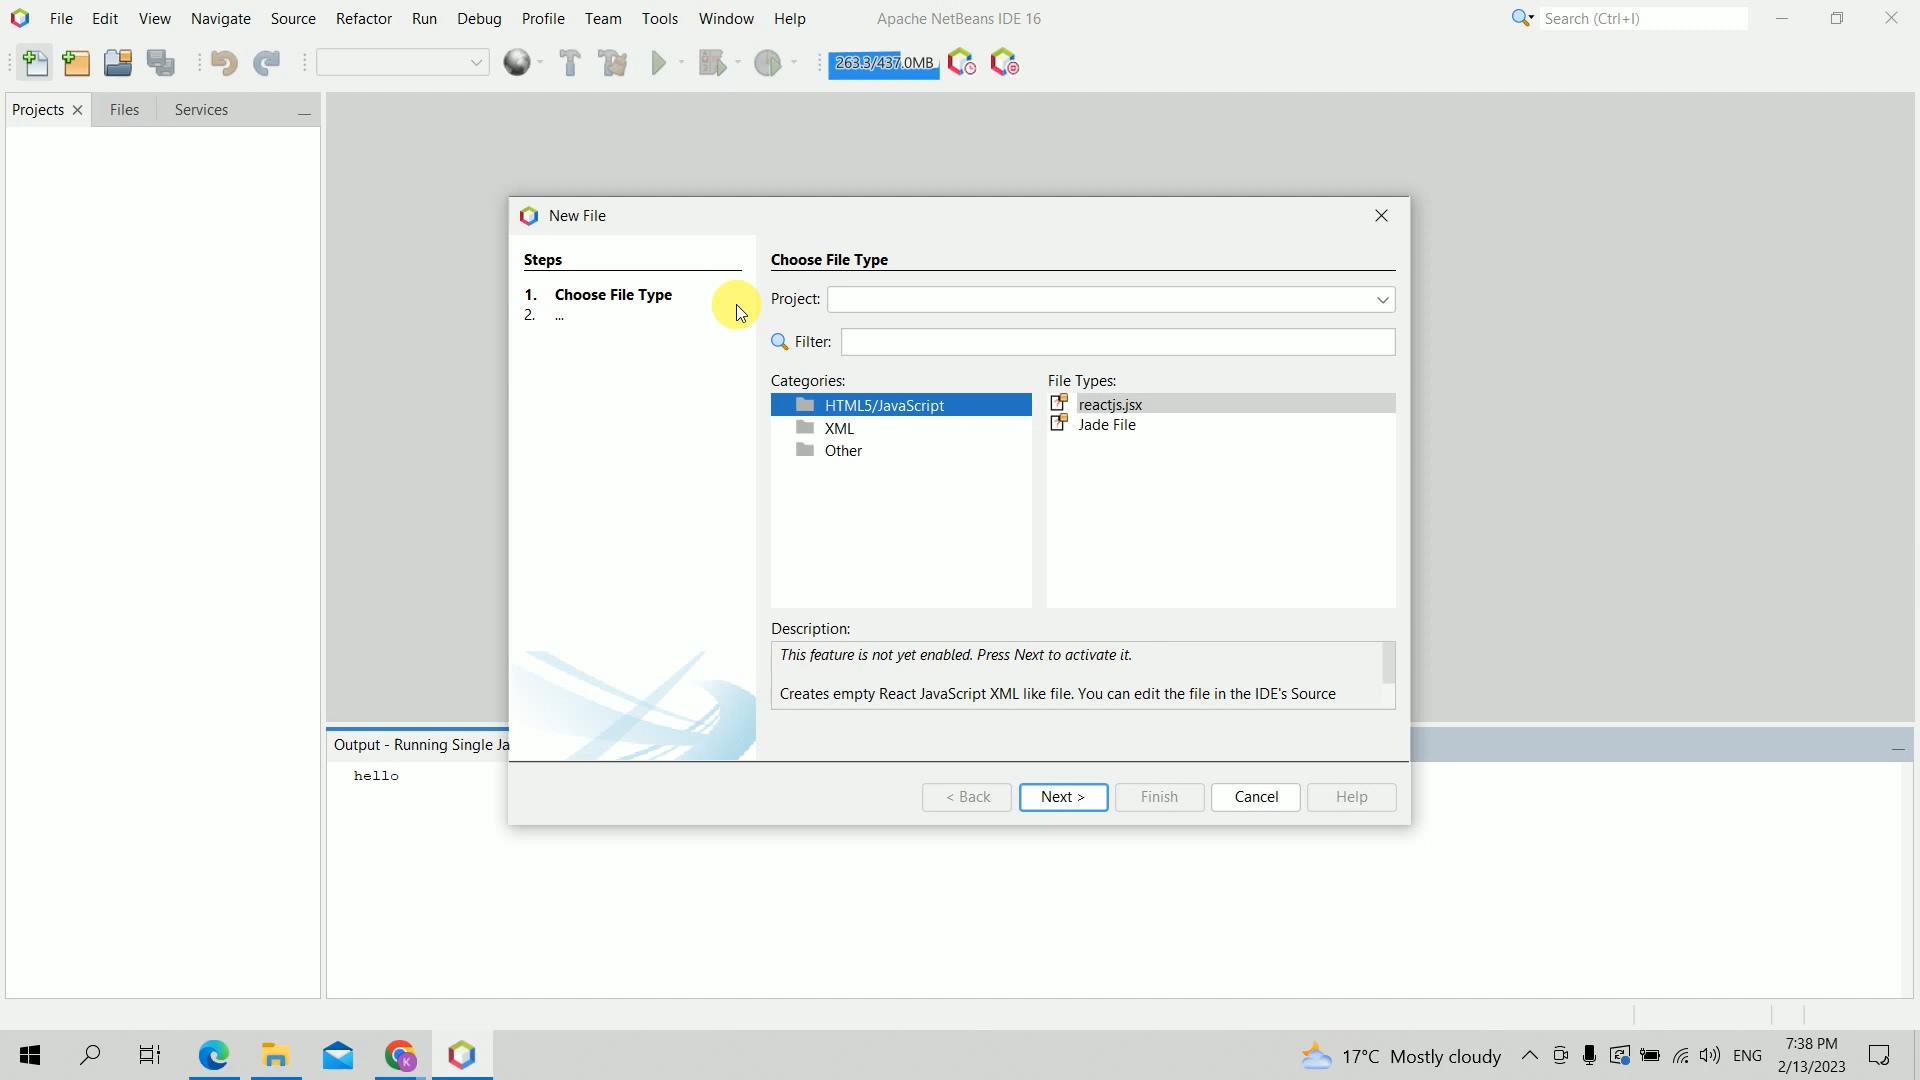 File Edit View Navigate Source Refactor Run Debug Profile Team Tools Window Help Apache NetBeans IDE 16 Search (Ctrl+I)
263.3/437.0MB
Projects Files Services
New File
Steps
1. Choose File Type
2. ...
Choose File Type
Project:
Filter:
Categories:
HTML5/JavaScript
XML
Other
File Types:
reactjs.jsx
Jade File
Description:
This feature is not yet enabled. Press Next to activate it.
Creates empty React JavaScript XML like file. You can edit the file in the IDE's Source
< Back Next > Finish Cancel Help
Output - Running Single Ja
hello
17°C Mostly cloudy ENG 7:38 PM
2/13/2023